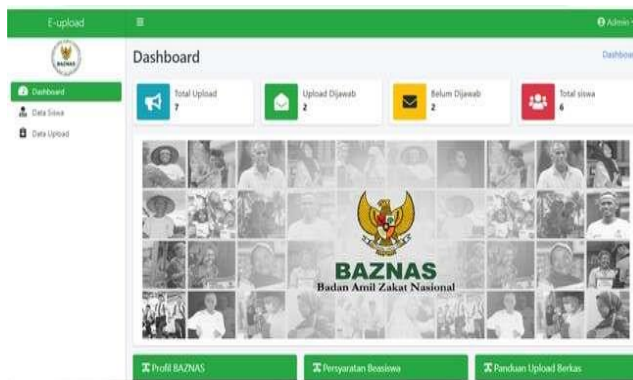 E-upload
Admin
BAZNAS
Dashboard
Dashboard
Dashboard
Data Siswa
Data Upload
Total Upload
7
Upload Dijawab
2
Belum Dijawab
2
Total siswa
6
BAZNAS
Badan Amil Zakat Nasional
Profil BAZNAS
Persyaratan Beasiswa
Panduan Upload Berkas